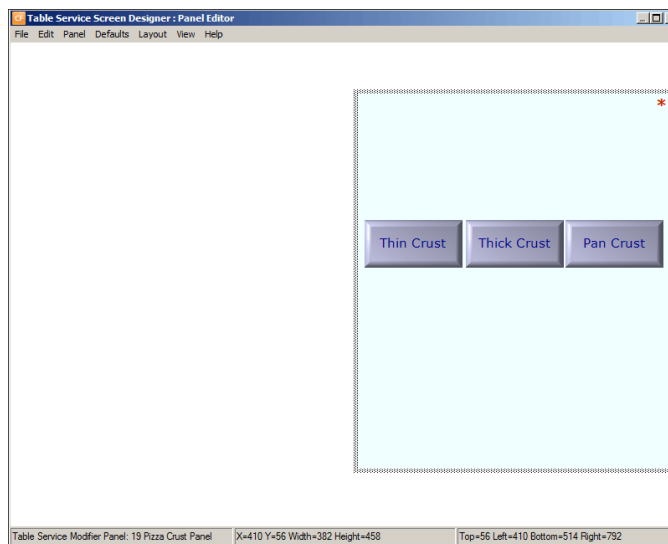 CF Table Service Screen Designer : Panel Editor
File Edit Panel Defaults Layout View Help
*
Thin Crust Thick Crust Pan Crust
Table Service Modifier Panel: 19 Pizza Crust Panel X=410 Y=56 Width=382 Height=458 Top=56 Left=410 Bottom=514 Right=792